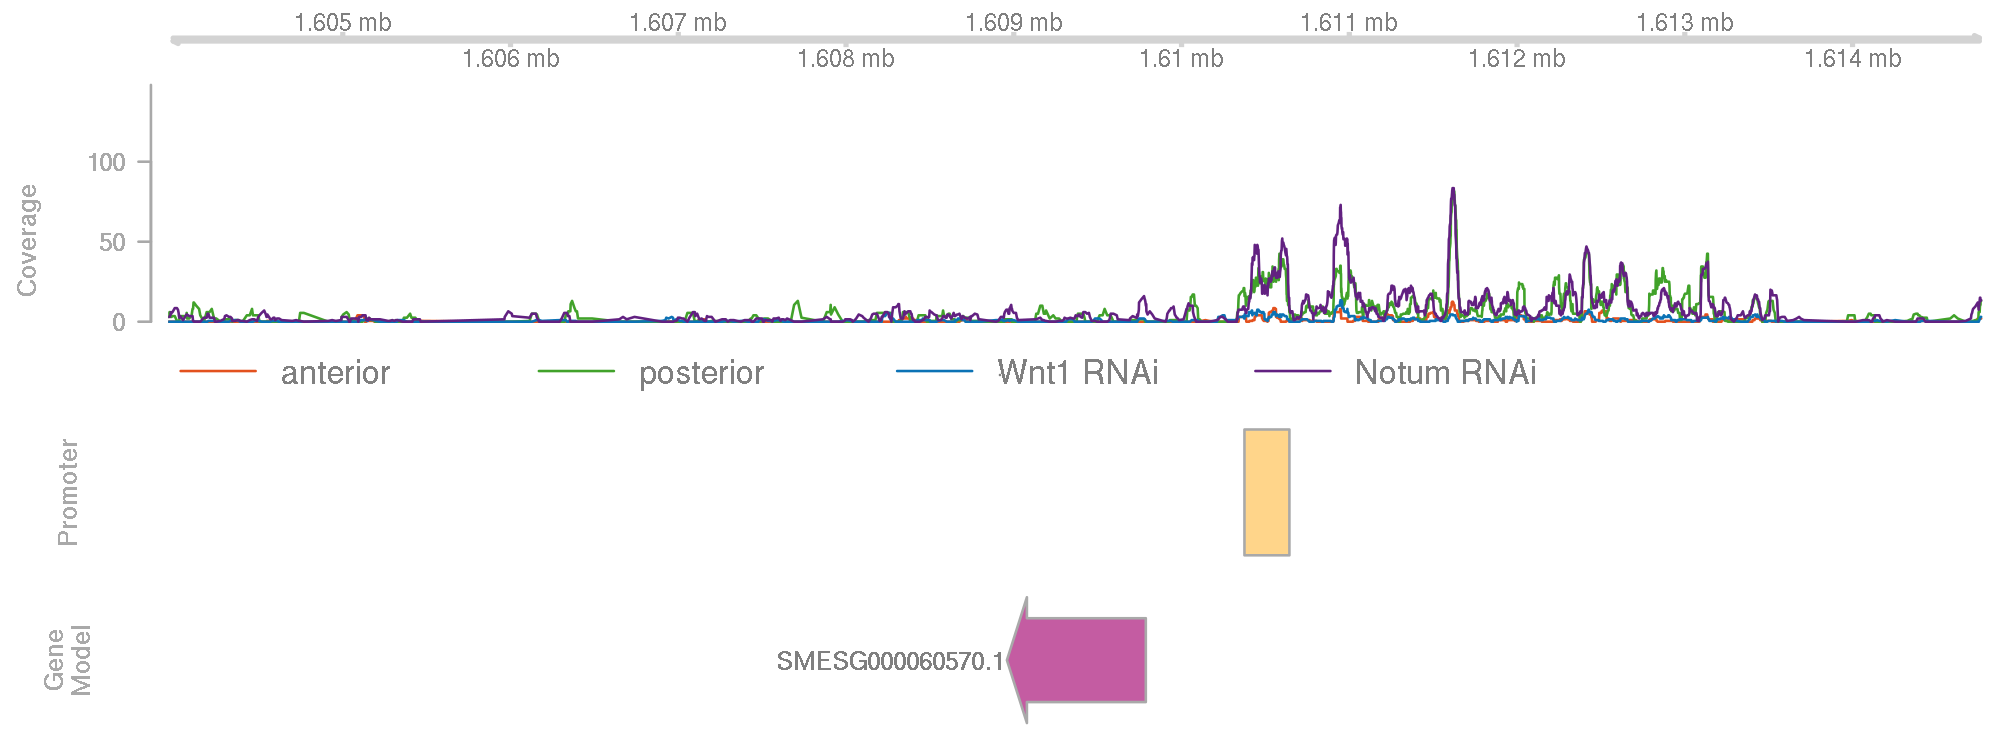 1.605 mb 1.607 mb 1.609 mb 1.611 mb 1.613 mb
1.606 mb 1.608 mb 1.61 mb 1.612 mb 1.614 mb
Coverage
100
50
0
anterior posterior Wnt1 RNAi Notum RNAi
Promoter
Gene
Model
SMESG000060570.1